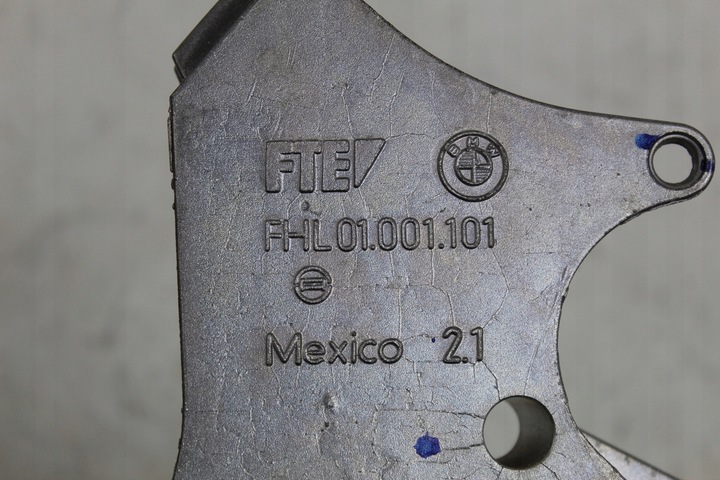 FTE BMW
FHL 01.001.101
Mexico 2.1